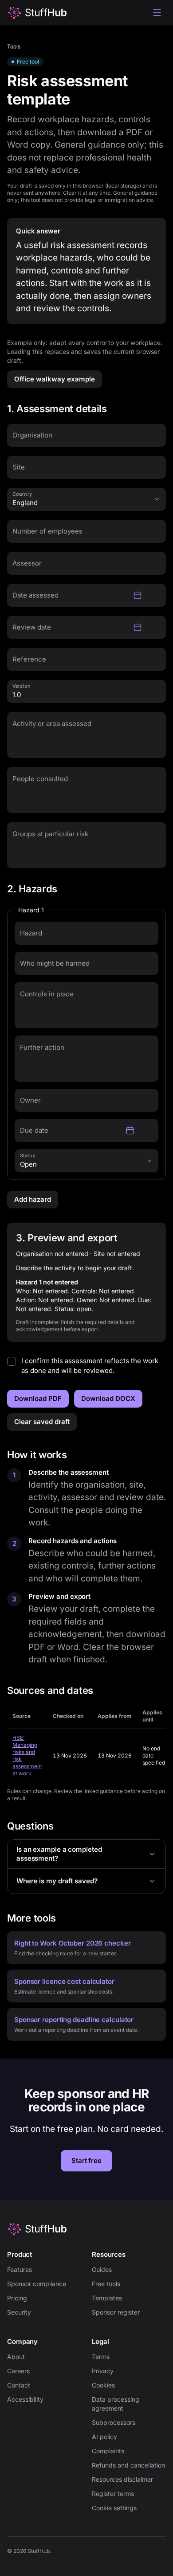 StuffHub
Tools
Free tool
Risk assessment
template
Record workplace hazards, controls
and actions, then download a PDF or
Word copy. General guidance only; this
does not replace professional health
and safety advice.
Your draft is saved only in this browser (local storage) and is
never sent anywhere. Clear it at any time. General guidance
only; this tool does not provide legal or immigration advice.
Quick answer
A useful risk assessment records
workplace hazards, who could be
harmed, controls and further
actions. Start with the work as it is
actually done, then assign owners
and review the controls.
Example only: adapt every control to your workplace.
Loading this replaces and saves the current browser
draft.
Office walkway example
1. Assessment details
Organisation
Site
Country
England
Number of employees
Assessor
Date assessed
Review date
Reference
Version
1.0
Activity or area assessed
People consulted
Groups at particular risk
2. Hazards
Hazard 1
Hazard
Who might be harmed
Controls in place
Further action
Owner
Due date
Status
Open
Add hazard
3. Preview and export
Organisation not entered · Site not entered
Describe the activity to begin your draft.
Hazard 1 not entered
Who: Not entered. Controls: Not entered.
Action: Not entered. Owner: Not entered. Due:
Not entered. Status: open.
Draft incomplete: finish the required details and
acknowledgement before export.
I confirm this assessment reflects the work
as done and will be reviewed.
Download PDF
Download DOCX
Clear saved draft
How it works
1
Describe the assessment
Identify the organisation, site,
activity, assessor and review date.
Consult the people doing the
work.
2
Record hazards and actions
Describe who could be harmed,
existing controls, further actions
and who will complete them.
3
Preview and export
Review your draft, complete the
required fields and
acknowledgement, then download
PDF or Word. Clear the browser
draft when finished.
Sources and dates
Source Checked on Applies from Applies until
HSE: Managing risks and risk assessment at work 13 Nov 2026 13 Nov 2026 No end date specified
Rules can change. Review the linked guidance before acting on
a result.
Questions
Is an example a completed
assessment?
Where is my draft saved?
More tools
Right to Work October 2026 checker
Find the checking route for a new starter.
Sponsor licence cost calculator
Estimate licence and sponsorship costs.
Sponsor reporting deadline calculator
Work out a reporting deadline from an event date.
Keep sponsor and HR
records in one place
Start on the free plan. No card needed.
Start free
StuffHub
Product
Features
Sponsor compliance
Pricing
Security
Resources
Guides
Free tools
Templates
Sponsor register
Company
About
Careers
Contact
Accessibility
Legal
Terms
Privacy
Cookies
Data processing
agreement
Subprocessors
AI policy
Complaints
Refunds and cancellation
Resources disclaimer
Register terms
Cookie settings
© 2026 StuffHub.